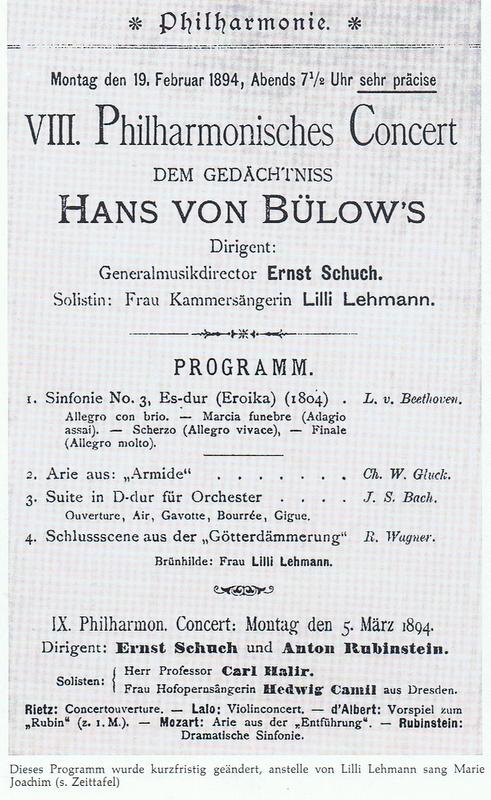 * Philharmonie. *
Montag den 19. Februar 1894, Abends 7½ Uhr sehr präcise
VIII. Philharmonisches Concert
DEM GEDÄCHTNISS
HANS VON BÜLOW'S
Dirigent:
Generalmusikdirector Ernst Schuch.
Solistin: Frau Kammersängerin Lilli Lehmann.
PROGRAMM.
1. Sinfonie No. 3, Es-dur (Eroika) (1804) . L. v. Beethoven.
Allegro con brio. — Marcia funebre (Adagio
assai). — Scherzo (Allegro vivace), — Finale
(Allegro molto).
2. Arie aus: „Armide“ . . . . . . . Ch. W. Gluck.
3. Suite in D-dur für Orchester . . . . J. S. Bach.
Ouverture, Air, Gavotte, Bourrée, Gigue.
4. Schlussscene aus der „Götterdämmerung“ R. Wagner.
Brünhilde: Frau Lilli Lehmann.
IX. Philharmon. Concert: Montag den 5. März 1894.
Dirigent: Ernst Schuch und Anton Rubinstein.
Solisten: { Herr Professor Carl Halir.
Frau Hofopernsängerin Hedwig Camil aus Dresden.
Rietz: Concertouverture. — Lalo: Violinconcert. — d'Albert: Vorspiel zum
„Rubin“ (z. 1. M.). — Mozart: Arie aus der „Entführung“. — Rubinstein:
Dramatische Sinfonie.
Dieses Programm wurde kurzfristig geändert, anstelle von Lilli Lehmann sang Marie
Joachim (s. Zeittafel)